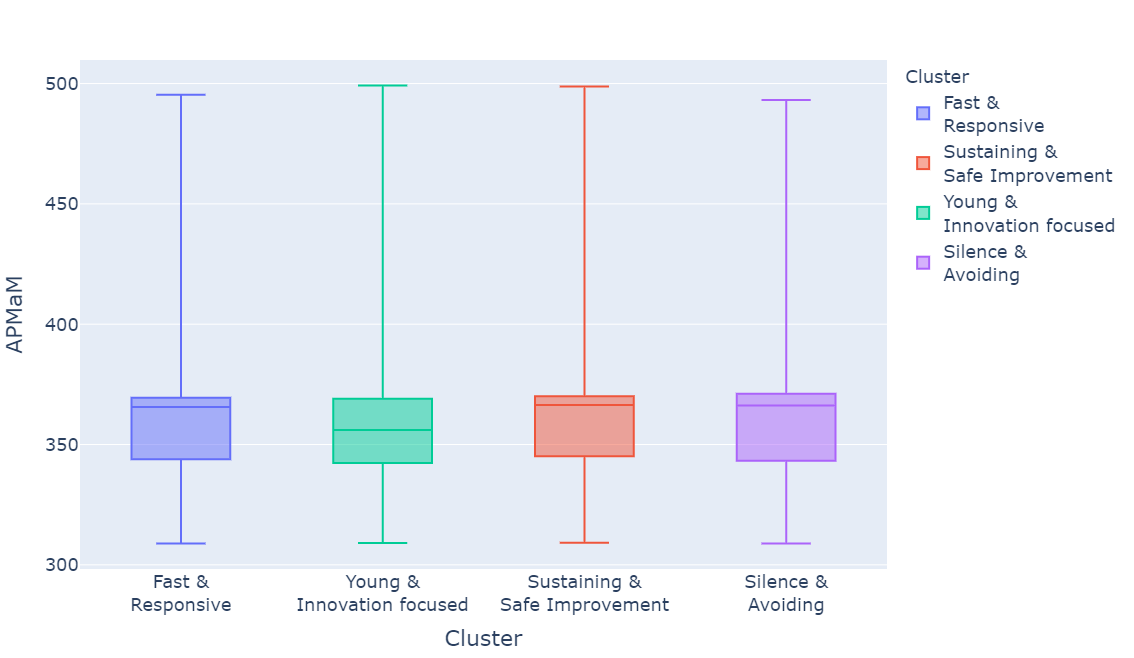 500
450
400
350
300
APMaM
Fast &
Responsive
Young &
Innovation focused
Sustaining &
Safe Improvement
Silence &
Avoiding
Cluster
Cluster
Fast &
Responsive
Sustaining &
Safe Improvement
Young &
Innovation focused
Silence &
Avoiding